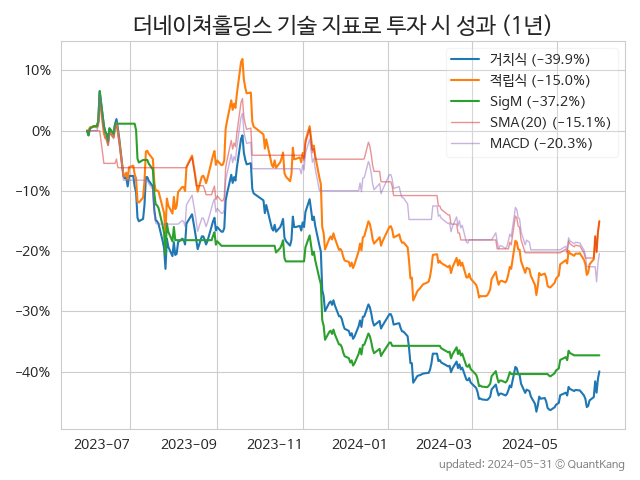 더네이쳐홀딩스 기술 지표로 투자 시 성과 (1년)
거치식 (−39.9%)
적립식 (−15.0%)
SigM (−37.2%)
SMA(20) (−15.1%)
MACD (−20.3%)
10%
0%
−10%
−20%
−30%
−40%
2023-07 2023-09 2023-11 2024-01 2024-03 2024-05
updated: 2024-05-31 © QuantKang